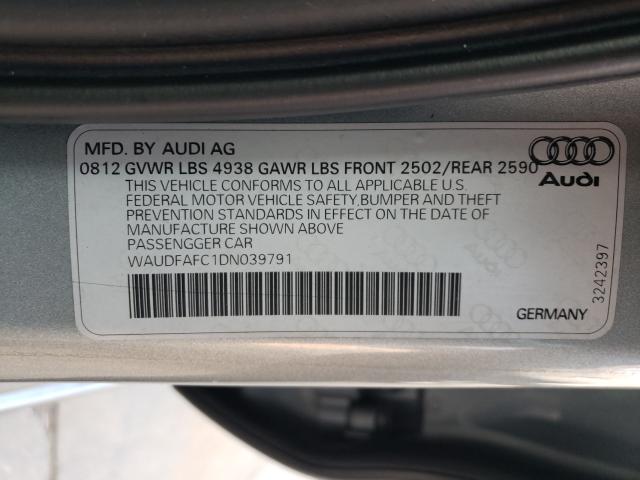 MFD. BY AUDI AG
0812 GVWR LBS 4938 GAWR LBS FRONT 2502/REAR 2590
THIS VEHICLE CONFORMS TO ALL APPLICABLE U.S.
FEDERAL MOTOR VEHICLE SAFETY,BUMPER AND THEFT
PREVENTION STANDARDS IN EFFECT ON THE DATE OF
MANUFACTURE SHOWN ABOVE
PASSENGGER CAR
WAUDFAFC1DN039791
Audi
3242397
GERMANY